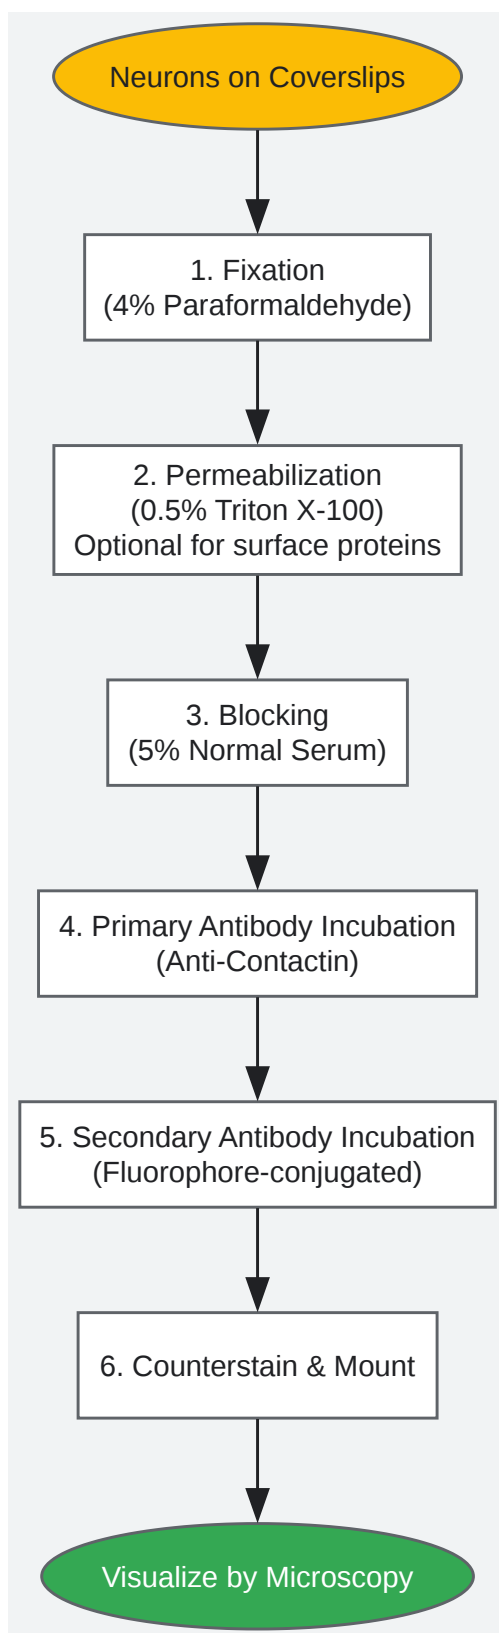 Neurons on Coverslips
1. Fixation
(4% Paraformaldehyde)
2. Permeabilization
(0.5% Triton X-100)
Optional for surface proteins
3. Blocking
(5% Normal Serum)
4. Primary Antibody Incubation
(Anti-Contactin)
5. Secondary Antibody Incubation
(Fluorophore-conjugated)
6. Counterstain & Mount
Visualize by Microscopy